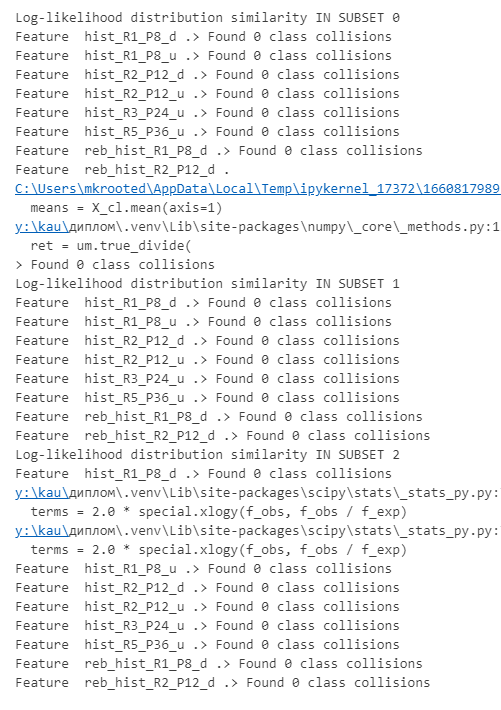 Log-likelihood distribution similarity IN SUBSET 0
Feature  hist_R1_P8_d .> Found 0 class collisions
Feature  hist_R1_P8_u .> Found 0 class collisions
Feature  hist_R2_P12_d .> Found 0 class collisions
Feature  hist_R2_P12_u .> Found 0 class collisions
Feature  hist_R3_P24_u .> Found 0 class collisions
Feature  hist_R5_P36_u .> Found 0 class collisions
Feature  reb_hist_R1_P8_d .> Found 0 class collisions
Feature  reb_hist_R2_P12_d .
C:\Users\mkrooted\AppData\Local\Temp\ipykernel_17372\1660817989
  means = X_cl.mean(axis=1)
y:\kau\диплом\.venv\Lib\site-packages\numpy\_core\_methods.py:1
  ret = um.true_divide(
> Found 0 class collisions
Log-likelihood distribution similarity IN SUBSET 1
Feature  hist_R1_P8_d .> Found 0 class collisions
Feature  hist_R1_P8_u .> Found 0 class collisions
Feature  hist_R2_P12_d .> Found 0 class collisions
Feature  hist_R2_P12_u .> Found 0 class collisions
Feature  hist_R3_P24_u .> Found 0 class collisions
Feature  hist_R5_P36_u .> Found 0 class collisions
Feature  reb_hist_R1_P8_d .> Found 0 class collisions
Feature  reb_hist_R2_P12_d .> Found 0 class collisions
Log-likelihood distribution similarity IN SUBSET 2
Feature  hist_R1_P8_d .> Found 0 class collisions
y:\kau\диплом\.venv\Lib\site-packages\scipy\stats\_stats_py.py:
  terms = 2.0 * special.xlogy(f_obs, f_obs / f_exp)
y:\kau\диплом\.venv\Lib\site-packages\scipy\stats\_stats_py.py:
  terms = 2.0 * special.xlogy(f_obs, f_obs / f_exp)
Feature  hist_R1_P8_u .> Found 0 class collisions
Feature  hist_R2_P12_d .> Found 0 class collisions
Feature  hist_R2_P12_u .> Found 0 class collisions
Feature  hist_R3_P24_u .> Found 0 class collisions
Feature  hist_R5_P36_u .> Found 0 class collisions
Feature  reb_hist_R1_P8_d .> Found 0 class collisions
Feature  reb_hist_R2_P12_d .> Found 0 class collisions